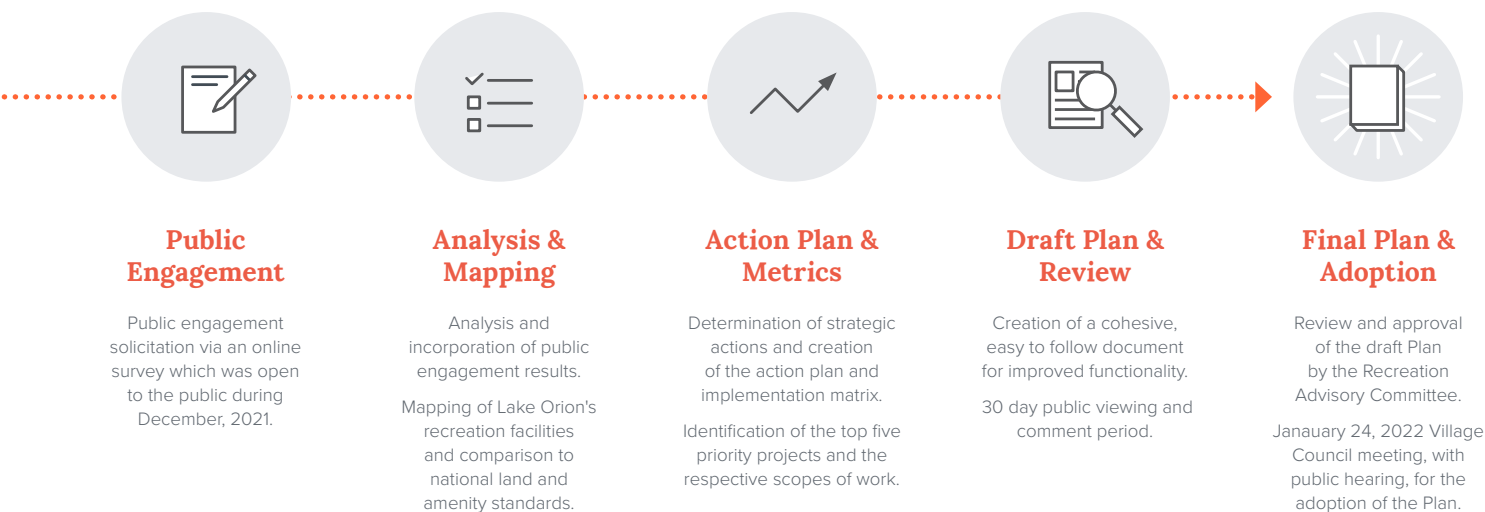 Public
Engagement
Public engagement
solicitation via an online
survey which was open
to the public during
December, 2021.
Analysis &
Mapping
Analysis and
incorporation of public
engagement results.
Mapping of Lake Orion's
recreation facilities
and comparison to
national land and
amenity standards.
Action Plan &
Metrics
Determination of strategic
actions and creation
of the action plan and
implementation matrix.
Identification of the top five
priority projects and the
respective scopes of work.
Draft Plan &
Review
Creation of a cohesive,
easy to follow document
for improved functionality.
30 day public viewing and
comment period.
Final Plan &
Adoption
Review and approval
of the draft Plan
by the Recreation
Advisory Committee.
Janauary 24, 2022 Village
Council meeting, with
public hearing, for the
adoption of the Plan.